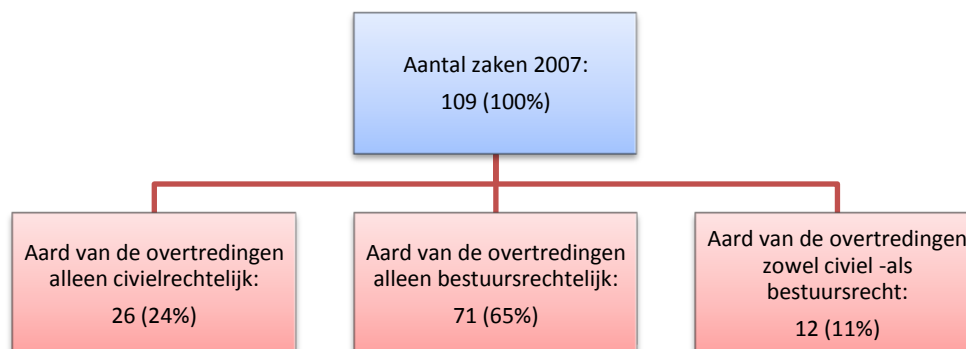 Aantal zaken 2007:
109 (100%)
Aard van de overtredingen
alleen civielrechtelijk:
26 (24%)
Aard van de overtredingen
alleen bestuursrechtelijk:
71 (65%)
Aard van de overtredingen
zowel civiel -als
bestuursrecht:
12 (11%)